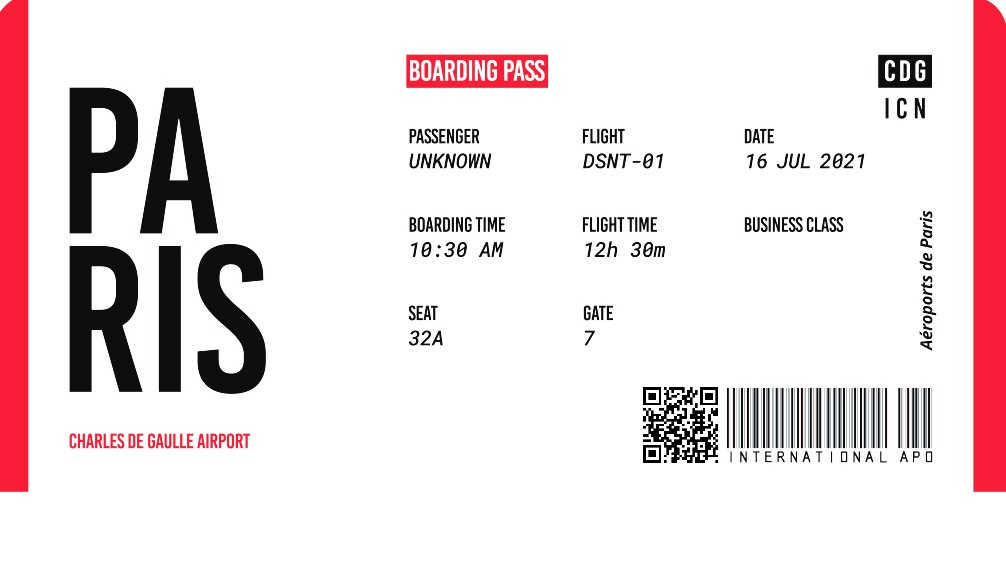 PA
RIS
CHARLES DE GAULLE AIRPORT
BOARDING PASS
CDG
ICN
PASSENGER
UNKNOWN
FLIGHT
DSNT-01
DATE
16 JUL 2021
BOARDING TIME
10:30 AM
FLIGHT TIME
12h 30m
BUSINESS CLASS
SEAT
32A
GATE
7
Aéroports de Paris
INTERNATIONAL APO